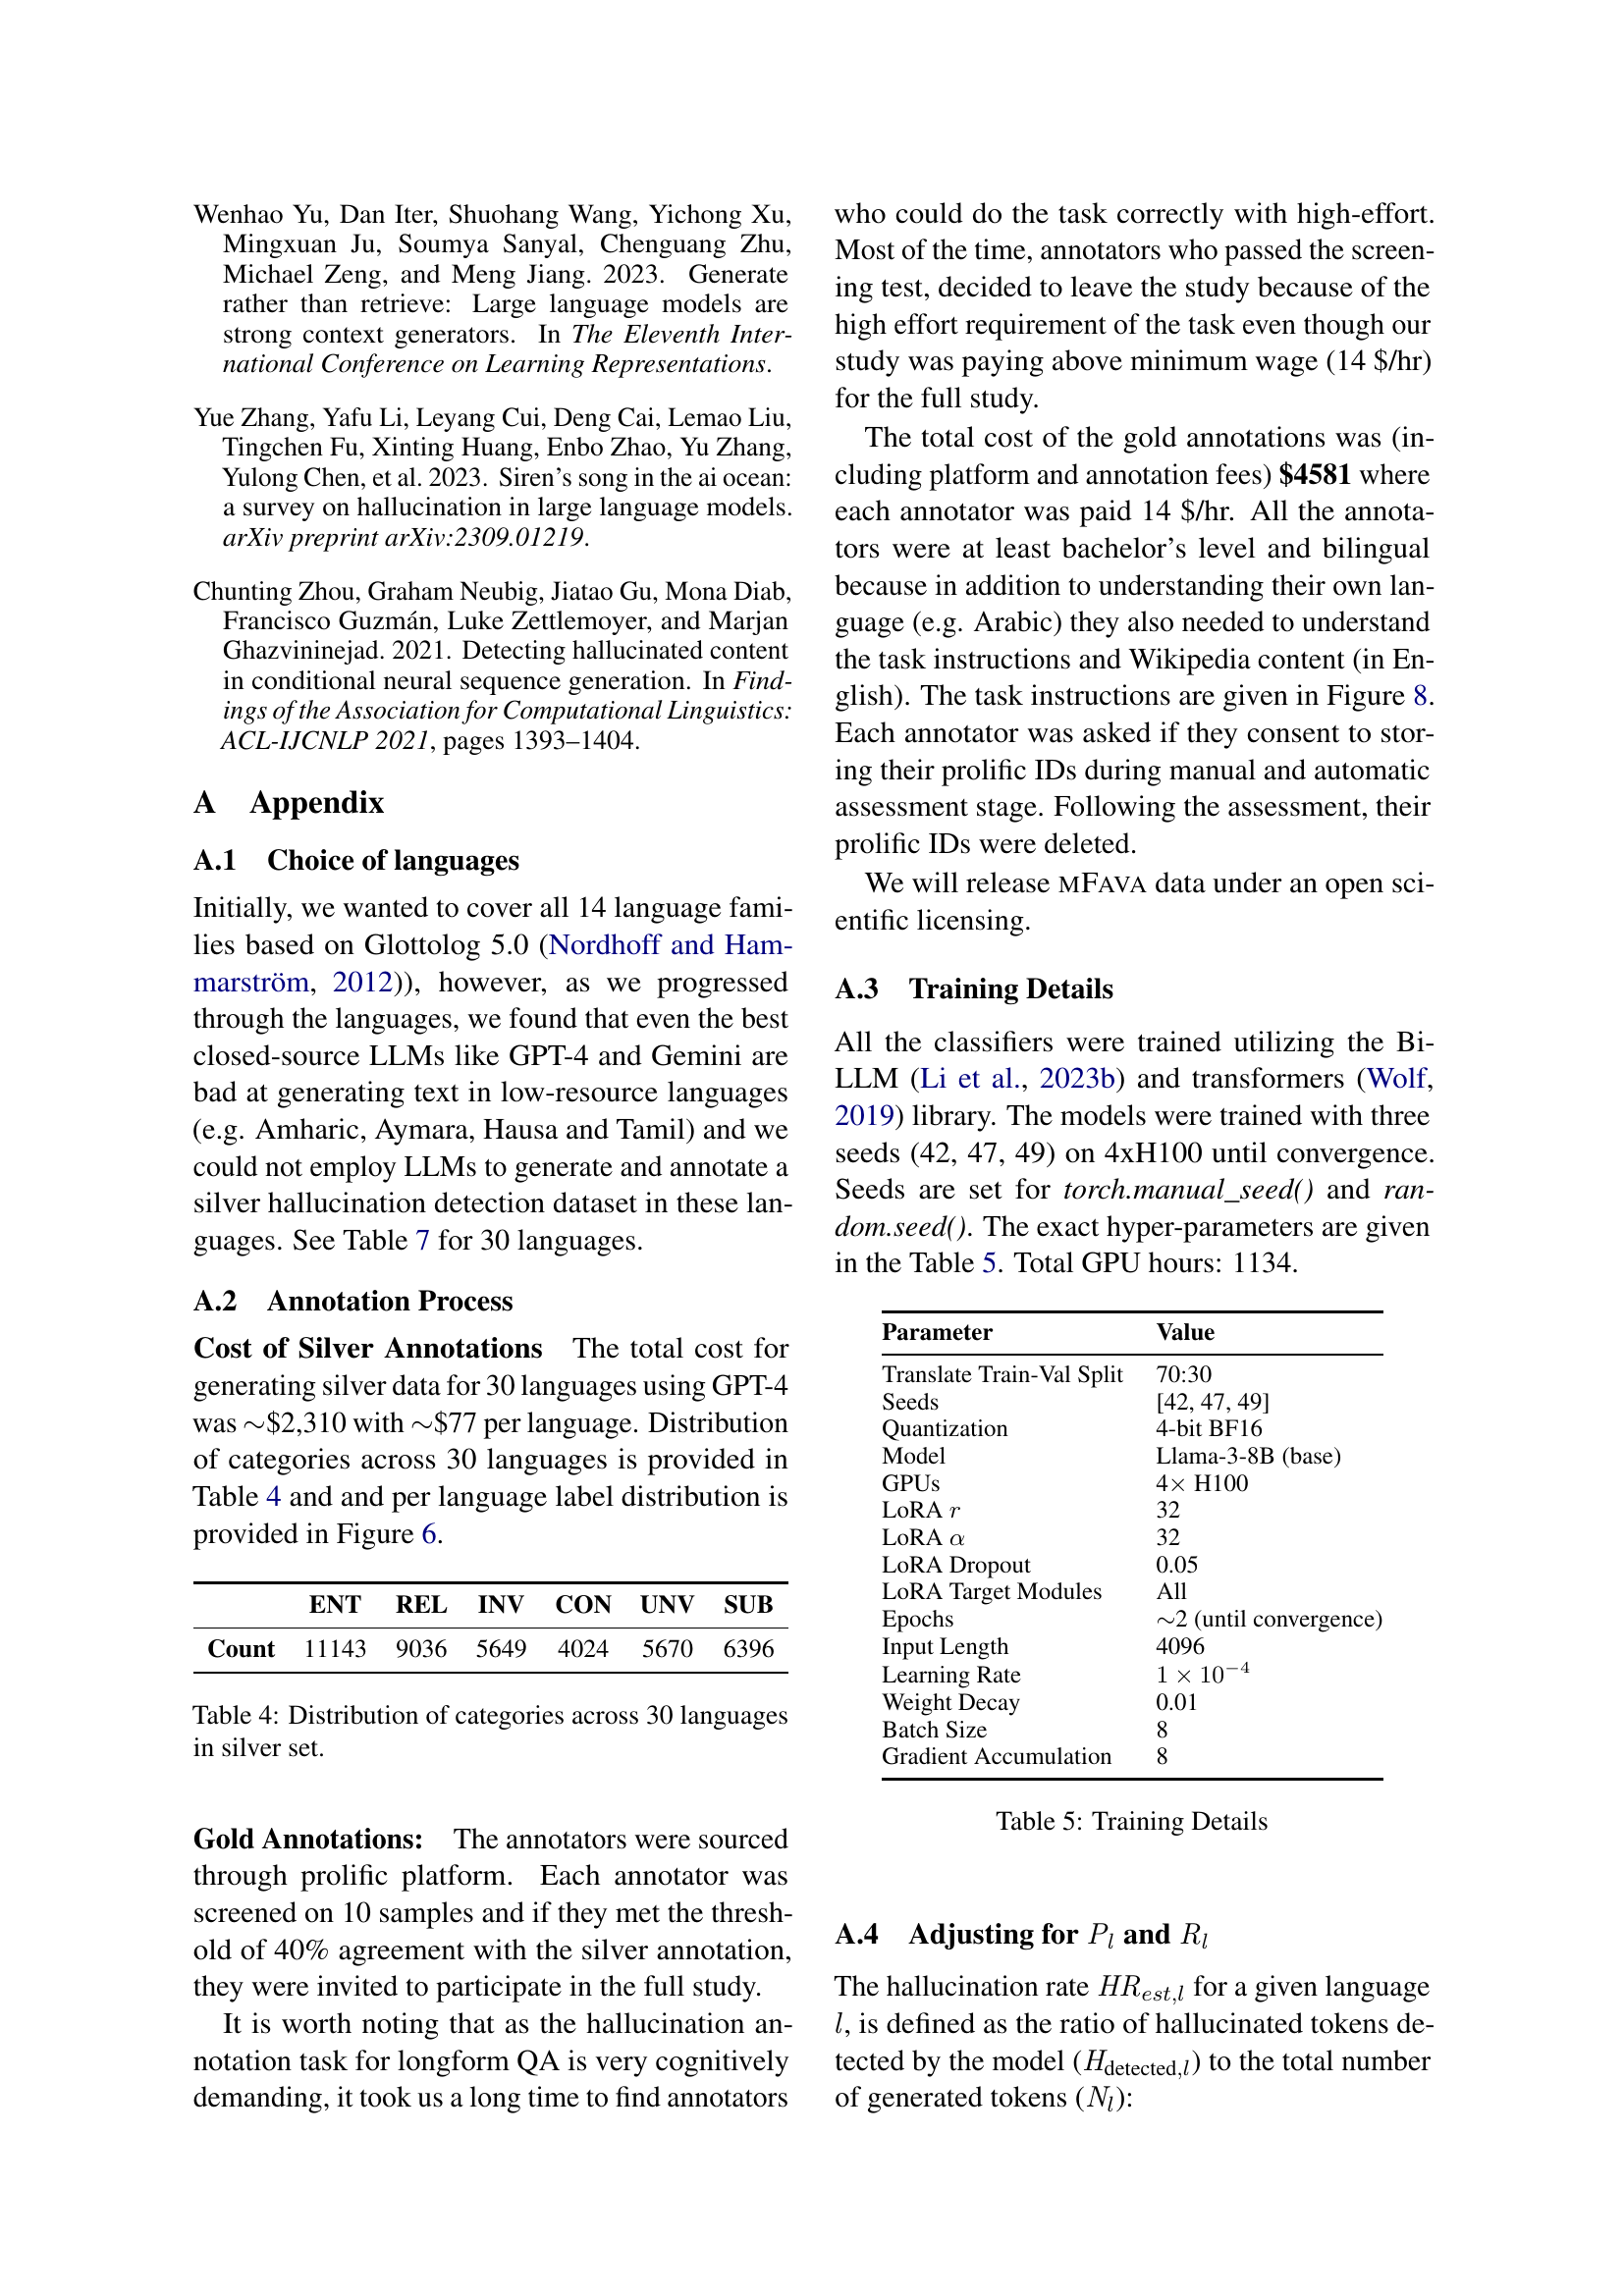 Wenhao Yu, Dan Iter, Shuohang Wang, Yichong Xu,
Mingxuan Ju, Soumya Sanyal, Chenguang Zhu,
Michael Zeng, and Meng Jiang. 2023. Generate
rather than retrieve: Large language models are
strong context generators. In The Eleventh Inter-
national Conference on Learning Representations.
Yue Zhang, Yafu Li, Leyang Cui, Deng Cai, Lemao Liu,
Tingchen Fu, Xinting Huang, Enbo Zhao, Yu Zhang,
Yulong Chen, et al. 2023. Siren's song in the ai ocean:
a survey on hallucination in large language models.
arXiv preprint arXiv:2309.01219.
Chunting Zhou, Graham Neubig, Jiatao Gu, Mona Diab,
Francisco Guzmán, Luke Zettlemoyer, and Marjan
Ghazvininejad. 2021. Detecting hallucinated content
in conditional neural sequence generation. In Find-
ings of the Association for Computational Linguistics:
ACL-IJCNLP 2021, pages 1393–1404.
A Appendix
A.1 Choice of languages
Initially, we wanted to cover all 14 language fami-
lies based on Glottolog 5.0 (Nordhoff and Ham-
marström, 2012)), however, as we progressed
through the languages, we found that even the best
closed-source LLMs like GPT-4 and Gemini are
bad at generating text in low-resource languages
(e.g. Amharic, Aymara, Hausa and Tamil) and we
could not employ LLMs to generate and annotate a
silver hallucination detection dataset in these lan-
guages. See Table 7 for 30 languages.
A.2 Annotation Process
Cost of Silver Annotations The total cost for
generating silver data for 30 languages using GPT-4
was ∼$2,310 with ∼$77 per language. Distribution
of categories across 30 languages is provided in
Table 4 and and per language label distribution is
provided in Figure 6.
ENT REL INV CON UNV SUB
Count 11143 9036 5649 4024 5670 6396
Table 4: Distribution of categories across 30 languages
in silver set.
Gold Annotations: The annotators were sourced
through prolific platform. Each annotator was
screened on 10 samples and if they met the thresh-
old of 40% agreement with the silver annotation,
they were invited to participate in the full study.
It is worth noting that as the hallucination an-
notation task for longform QA is very cognitively
demanding, it took us a long time to find annotators
who could do the task correctly with high-effort.
Most of the time, annotators who passed the screen-
ing test, decided to leave the study because of the
high effort requirement of the task even though our
study was paying above minimum wage (14 $/hr)
for the full study.
The total cost of the gold annotations was (in-
cluding platform and annotation fees) $4581 where
each annotator was paid 14 $/hr. All the annota-
tors were at least bachelor's level and bilingual
because in addition to understanding their own lan-
guage (e.g. Arabic) they also needed to understand
the task instructions and Wikipedia content (in En-
glish). The task instructions are given in Figure 8.
Each annotator was asked if they consent to stor-
ing their prolific IDs during manual and automatic
assessment stage. Following the assessment, their
prolific IDs were deleted.
We will release MFAVA data under an open sci-
entific licensing.
A.3 Training Details
All the classifiers were trained utilizing the Bi-
LLM (Li et al., 2023b) and transformers (Wolf,
2019) library. The models were trained with three
seeds (42, 47, 49) on 4xH100 until convergence.
Seeds are set for torch.manual_seed() and ran-
dom.seed(). The exact hyper-parameters are given
in the Table 5. Total GPU hours: 1134.
Parameter Value
Translate Train-Val Split 70:30
Seeds [42, 47, 49]
Quantization 4-bit BF16
Model Llama-3-8B (base)
GPUs 4× H100
LoRA r 32
LoRA α 32
LoRA Dropout 0.05
LoRA Target Modules All
Epochs ∼2 (until convergence)
Input Length 4096
Learning Rate 1 × 10⁻⁴
Weight Decay 0.01
Batch Size 8
Gradient Accumulation 8
Table 5: Training Details
A.4 Adjusting for P_l and R_l
The hallucination rate HR_{est,l} for a given language
l, is defined as the ratio of hallucinated tokens de-
tected by the model (H_{detected,l}) to the total number
of generated tokens (N_l):